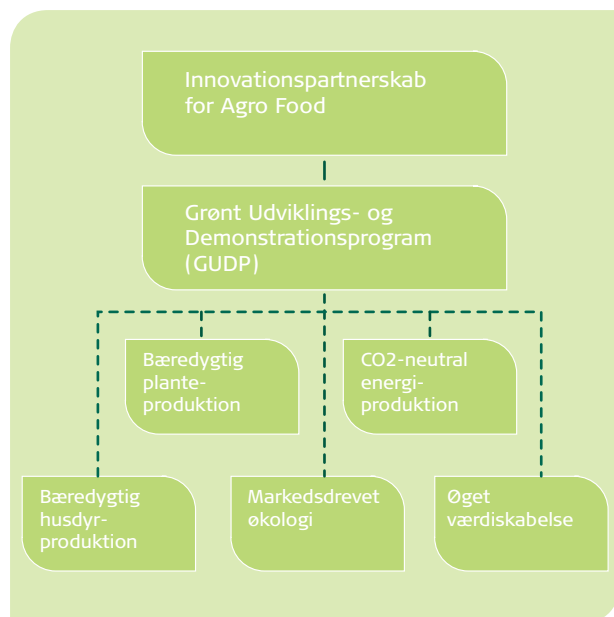 Innovationspartnerskab
for Agro Food
Grønt Udviklings- og
Demonstrationsprogram
(GUDP)
Bæredygtig
plante-
produktion
CO2-neutral
energi-
produktion
Bæredygtig
husdyr-
produktion
Markedsdrevet
økologi
Øget
værdiskabelse